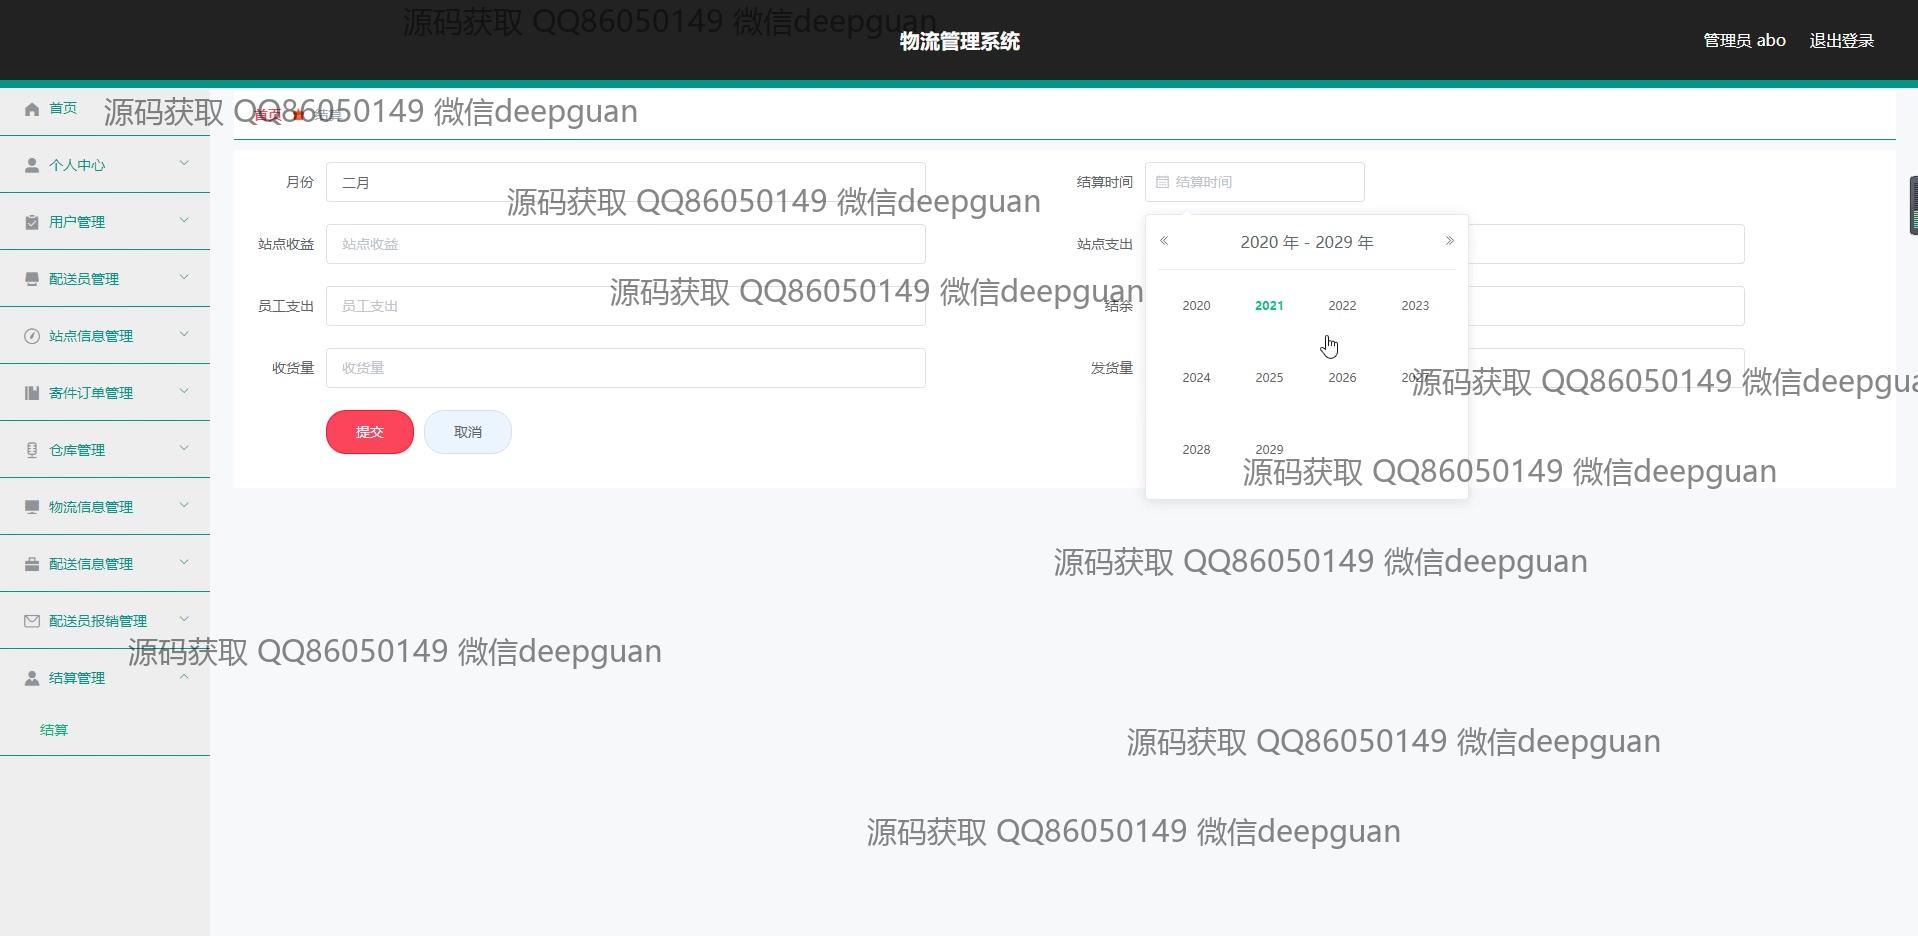 源码获取 QQ86050149 微信deepguan
物流管理系统
管理员 abo
退出登录
首页
源码获取 QQ86050149 微信deepguan
首页
结算
个人中心
月份
二月
结算时间
结算时间
源码获取 QQ86050149 微信deepguan
用户管理
站点收益
站点收益
站点支出
« 2020 年 - 2029 年 »
配送员管理
源码获取 QQ86050149 微信deepguan
员工支出
员工支出
结余
2020 2021 2022 2023
站点信息管理
收货量
收货量
发货量
2024 2025 2026 2027
源码获取 QQ86050149 微信deepgua
寄件订单管理
提交
取消
仓库管理
2028 2029
源码获取 QQ86050149 微信deepguan
物流信息管理
配送信息管理
源码获取 QQ86050149 微信deepguan
配送员报销管理
源码获取 QQ86050149 微信deepguan
结算管理
结算
源码获取 QQ86050149 微信deepguan
源码获取 QQ86050149 微信deepguan